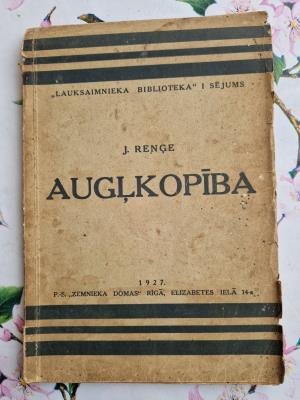 „LAUKSAIMNIEKA BIBLIOTEKA" I SĒJUMS
J. REŅĢE
AUGĻKOPĪBA
1927.
P.-S. „ZEMNIEKA DOMAS" RĪGĀ, ELIZABETES IELĀ 14-a